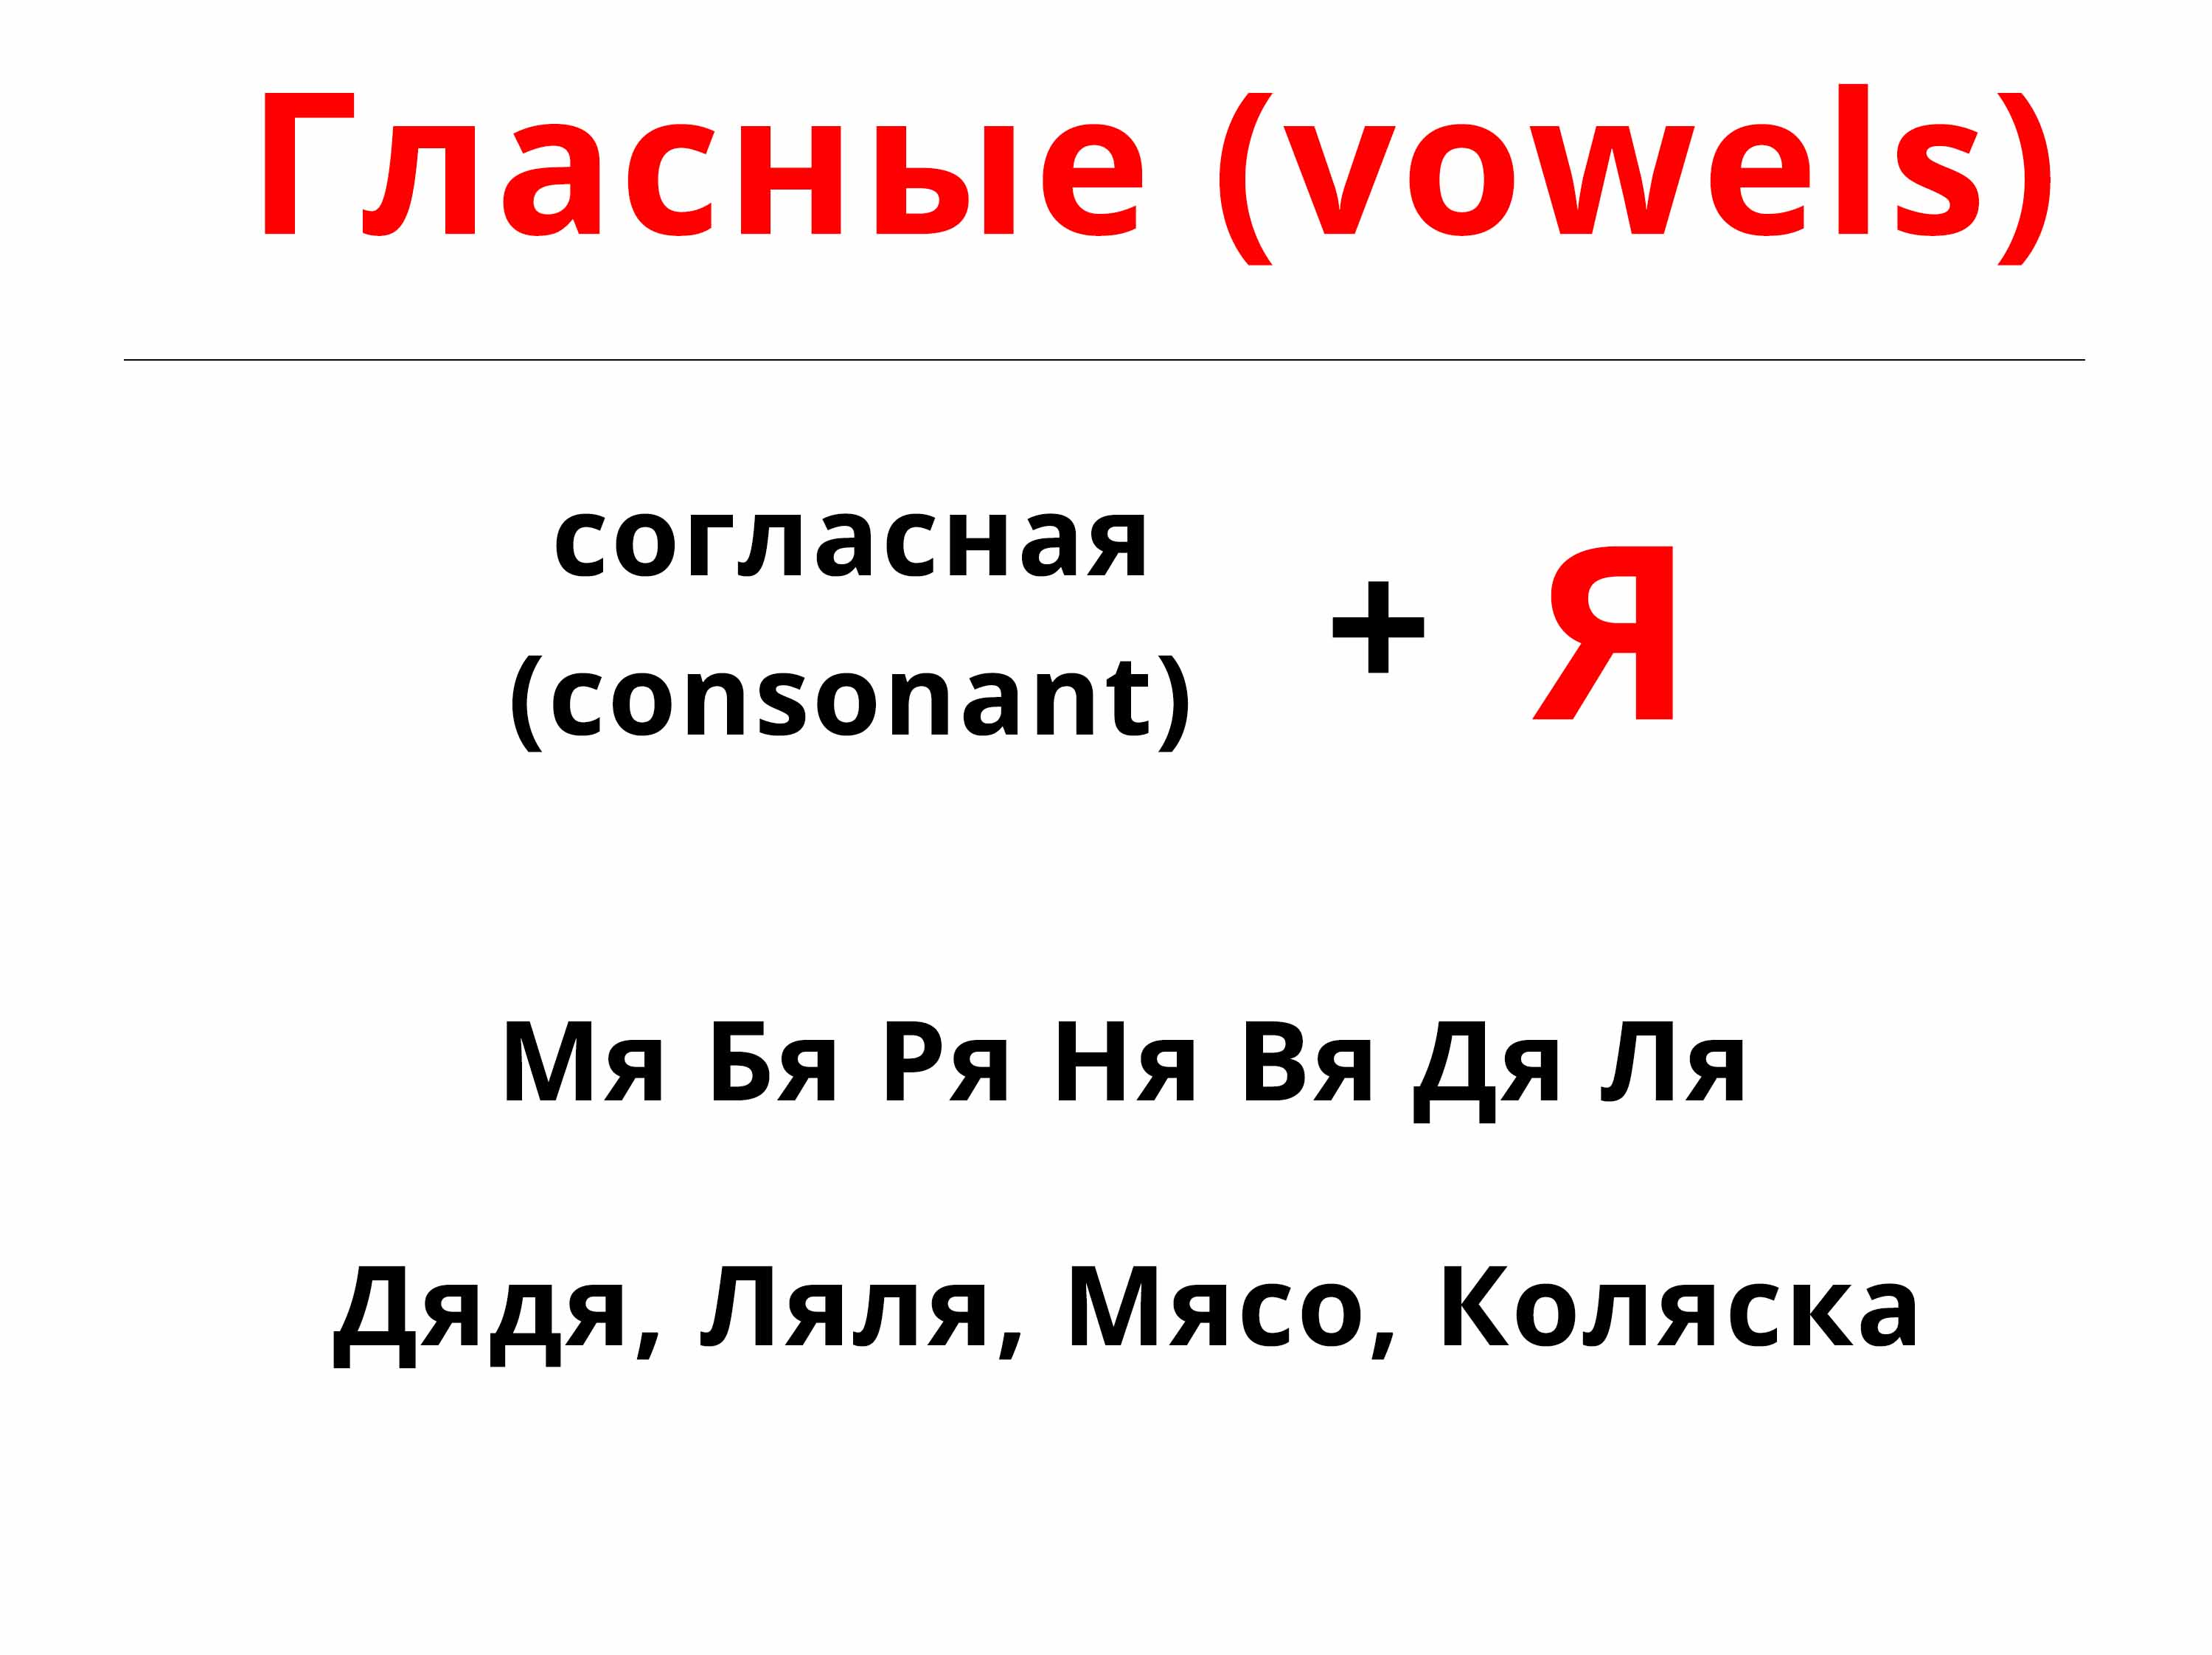 Гласные (vowels)
согласная
(consonant)
+ Я
Мя Бя Ря Ня Вя Дя Ля
Дядя, Ляля, Мясо, Коляска